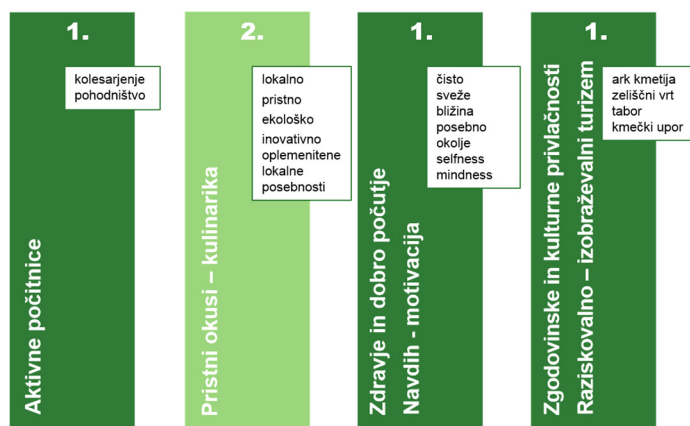 1.
kolesarjenje
pohodništvo
Aktivne počitnice
2.
lokalno
pristno
ekološko
inovativno
oplemenitene
lokalne
posebnosti
Pristni okusi – kulinarika
1.
čisto
sveže
bližina
posebno
okolje
selfness
mindness
Zdravje in dobro počutje
Navdih - motivacija
1.
ark kmetija
zeliščni vrt
tabor
kmečki upor
Zgodovinske in kulturne privlačnosti
Raziskovalno – izobraževalni turizem